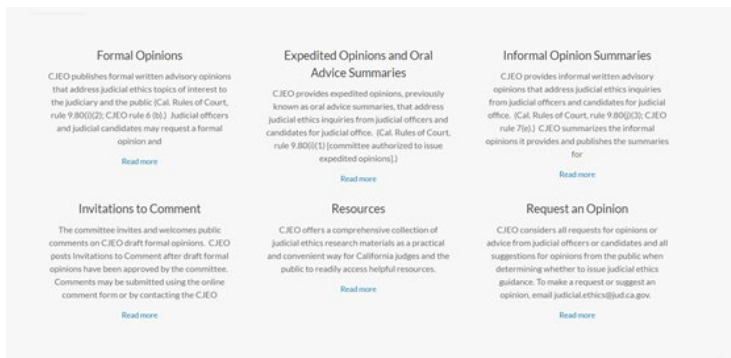 Formal Opinions
CJEO publishes formal written advisory opinions
that address judicial ethics topics of interest to
the judiciary and the public (Cal. Rules of Court,
rule 9.80(i)(2); CJEO rule 6 (b).) Judicial officers
and judicial candidates may request a formal
opinion and
Read more
Expedited Opinions and Oral
Advice Summaries
CJEO provides expedited opinions, previously
known as oral advice summaries, that address
judicial ethics inquiries from judicial officers and
candidates for judicial office. (Cal. Rules of Court,
rule 9.80(i)(1) [committee authorized to issue
expedited opinions].)
Read more
Informal Opinion Summaries
CJEO provides informal written advisory
opinions that address judicial ethics inquiries
from judicial officers and candidates for judicial
office. (Cal. Rules of Court, rule 9.80(j)(3); CJEO
rule 7(e).) CJEO summarizes the informal
opinions it provides and publishes the summaries
for
Read more
Invitations to Comment
The committee invites and welcomes public
comments on CJEO draft formal opinions. CJEO
posts Invitations to Comment after draft formal
opinions have been approved by the committee.
Comments may be submitted using the online
comment form or by contacting the CJEO
Read more
Resources
CJEO offers a comprehensive collection of
judicial ethics research materials as a practical
and convenient way for California judges and the
public to readily access helpful resources.
Read more
Request an Opinion
CJEO considers all requests for opinions or
advice from judicial officers or candidates and all
suggestions for opinions from the public when
determining whether to issue judicial ethics
guidance. To make a request or suggest an
opinion, email judicial.ethics@jud.ca.gov.
Read more